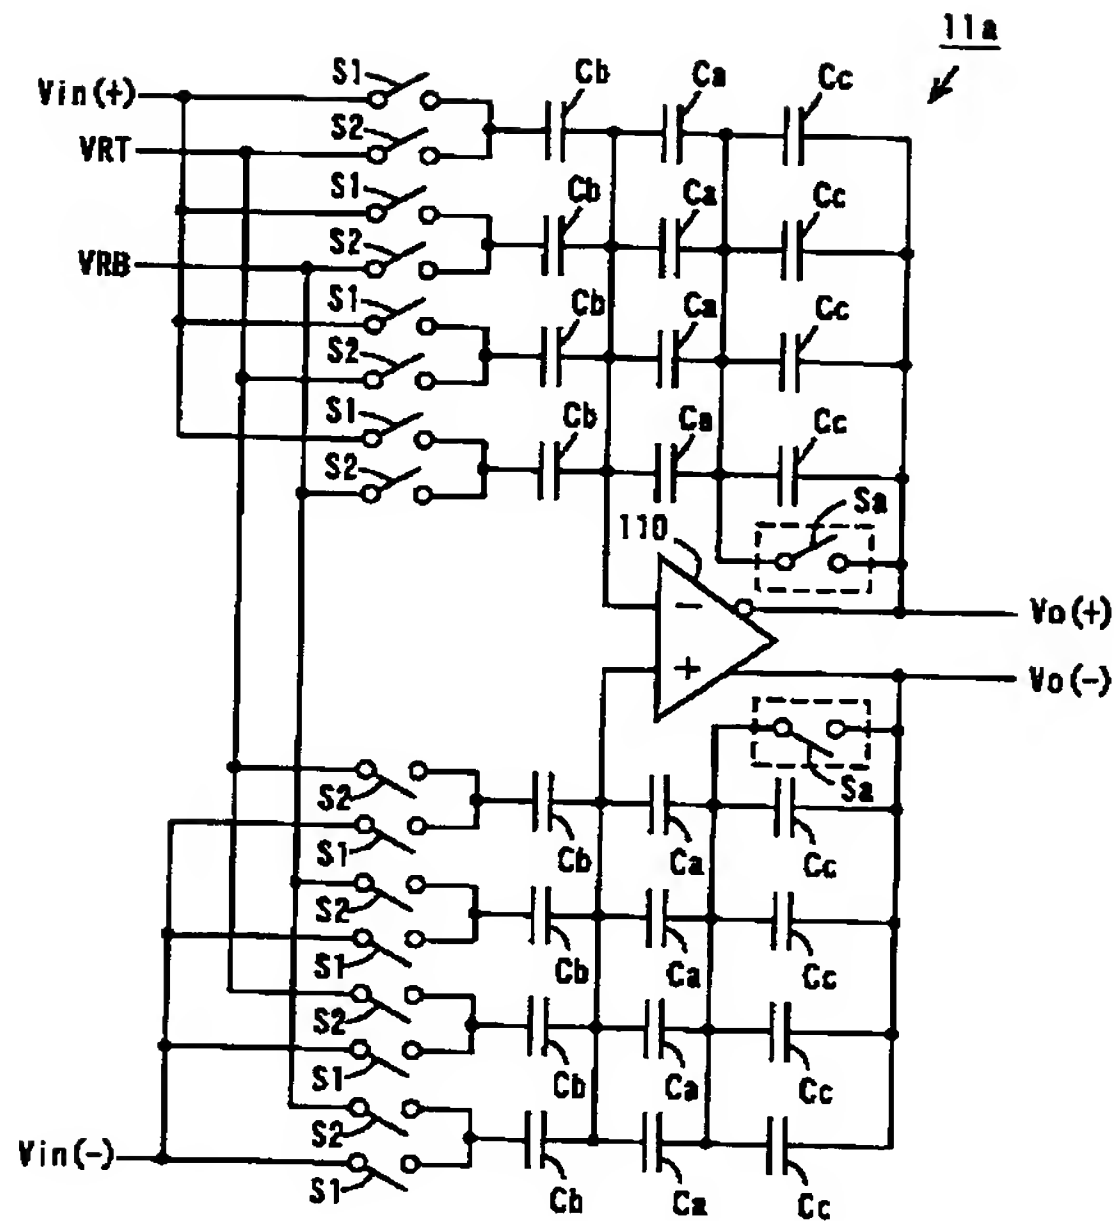 11a
Vin(+)
S1
Cb
Ca
Cc
VRT
S2
S1
Cb
Ca
Cc
VRB
S2
S1
Cb
Ca
Cc
S2
S1
Cb
Ca
Cc
S2
110
Sa
−
Vo(+)
+
Vo(-)
Sa
S2
S1
Cb
Ca
Cc
S2
S1
Cb
Ca
Cc
S2
S1
Cb
Ca
Cc
S2
Vin(-)
S1
Cb
Ca
Cc